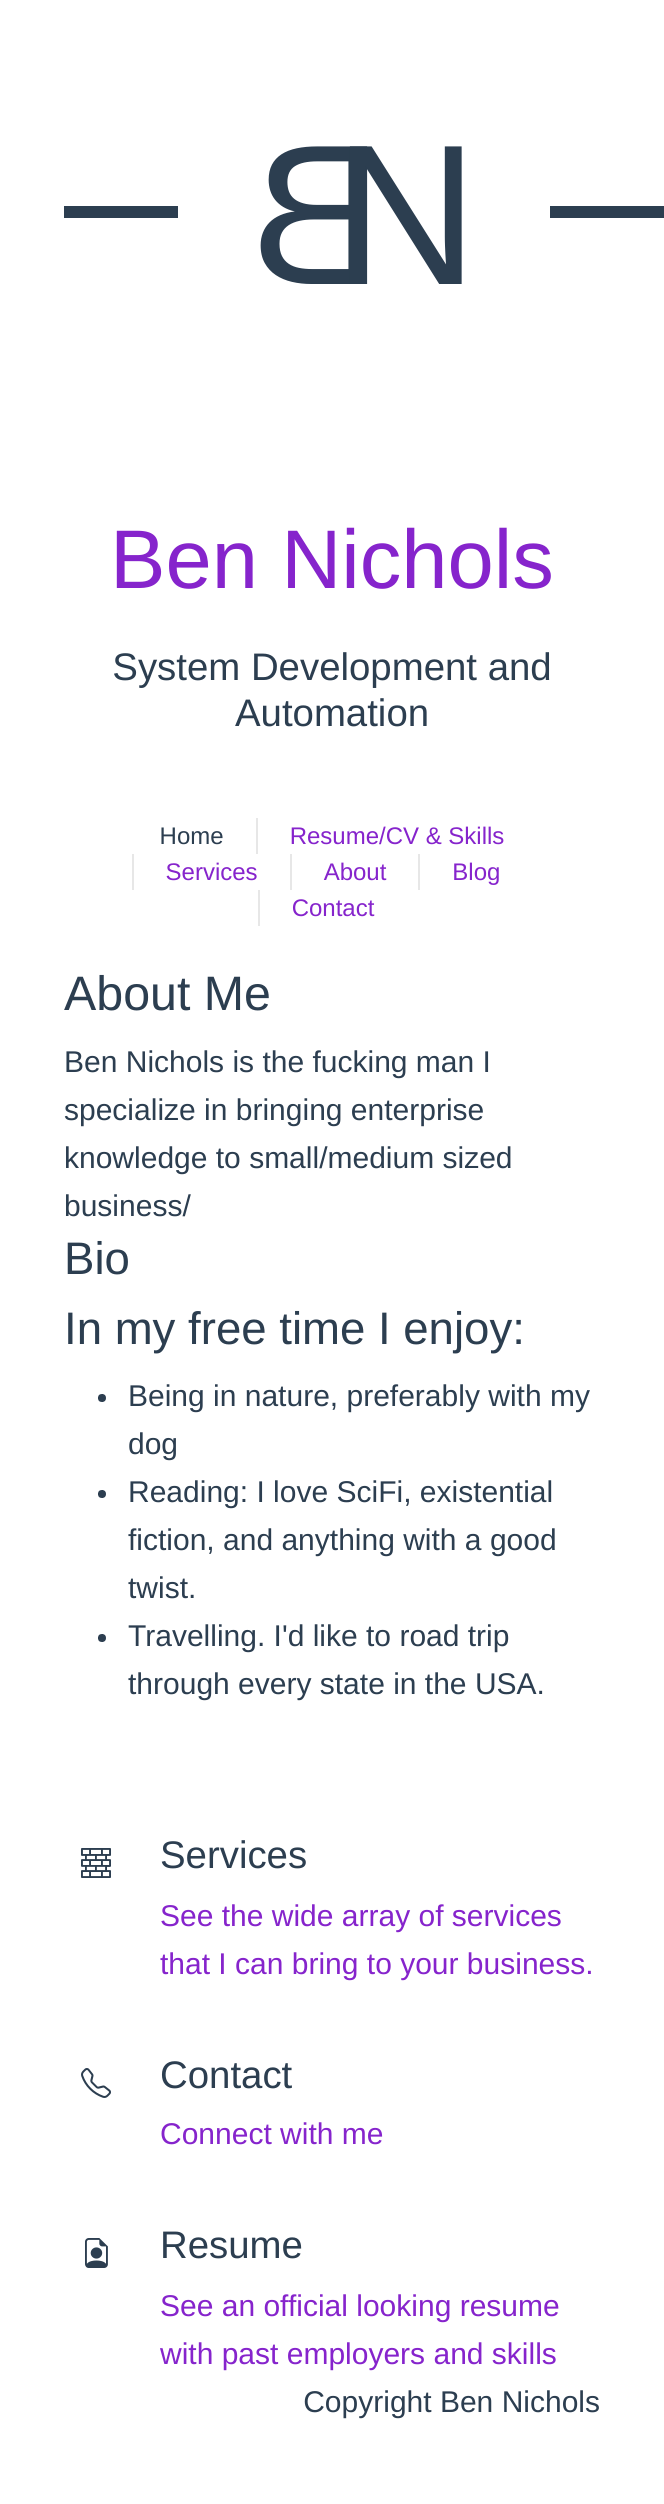 BN
Ben Nichols
System Development and
Automation
Home
Resume/CV & Skills
Services
About
Blog
Contact
About Me
Ben Nichols is the fucking man I
specialize in bringing enterprise
knowledge to small/medium sized
business/
Bio
In my free time I enjoy:
Being in nature, preferably with my
dog
Reading: I love SciFi, existential
fiction, and anything with a good
twist.
Travelling. I'd like to road trip
through every state in the USA.
Services
See the wide array of services
that I can bring to your business.
Contact
Connect with me
Resume
See an official looking resume
with past employers and skills
Copyright Ben Nichols